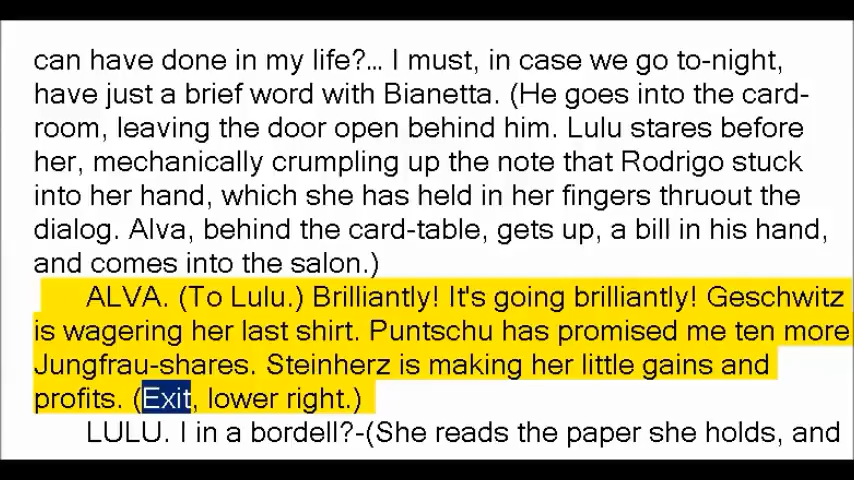 can have done in my life?... I must, in case we go to-night,
have just a brief word with Bianetta. (He goes into the card-
room, leaving the door open behind him. Lulu stares before
her, mechanically crumpling up the note that Rodrigo stuck
into her hand, which she has held in her fingers thruout the
dialog. Alva, behind the card-table, gets up, a bill in his hand,
and comes into the salon.)
ALVA. (To Lulu.) Brilliantly! It's going brilliantly! Geschwitz
is wagering her last shirt. Puntschu has promised me ten more
Jungfrau-shares. Steinherz is making her little gains and
profits. (Exit, lower right.)
LULU. I in a bordell?-(She reads the paper she holds, and